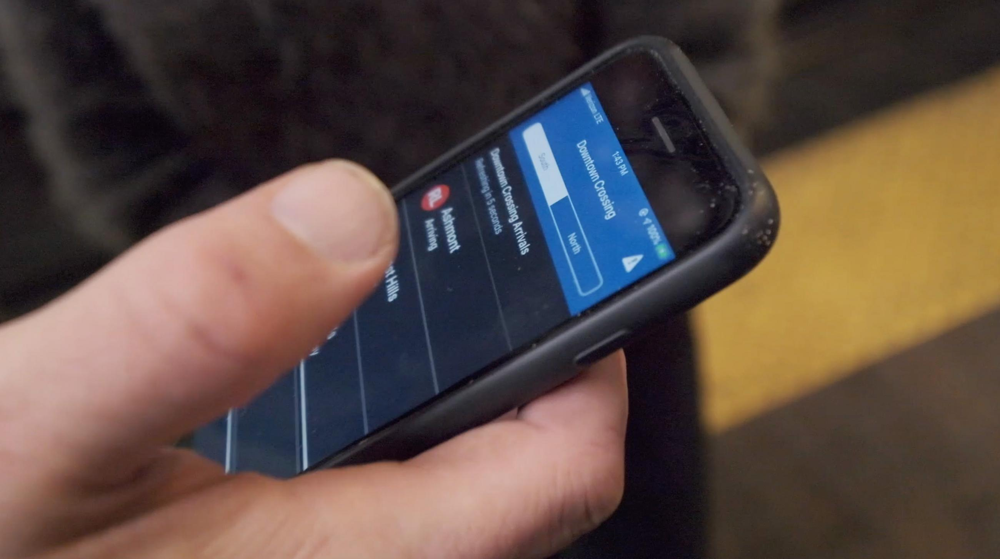 Verizon LTE 1:43 PM 100%
Downtown Crossing
South North
Downtown Crossing Arrivals
Refreshing in 5 seconds
RL Ashmont
Arriving
Hills